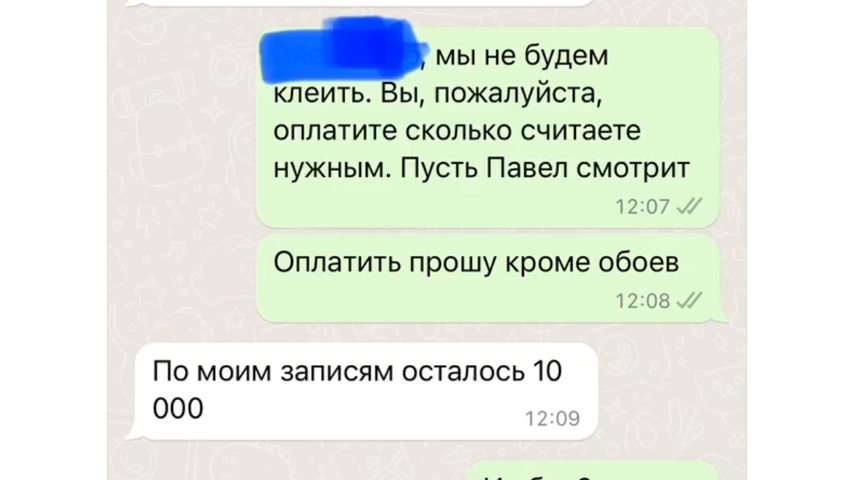 , мы не будем
клеить. Вы, пожалуйста,
оплатите сколько считаете
нужным. Пусть Павел смотрит
12:07
Оплатить прошу кроме обоев
12:08
По моим записям осталось 10
000
12:09